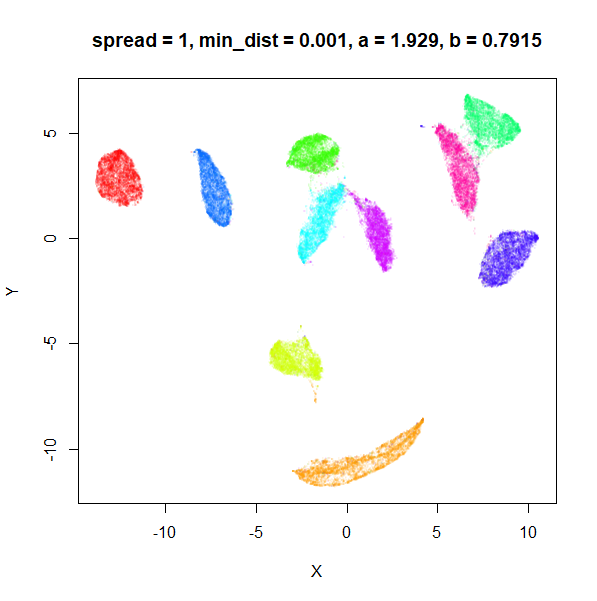 spread = 1, min_dist = 0.001, a = 1.929, b = 0.7915
5
0
-5
-10
Y
-10 -5 0 5 10
X